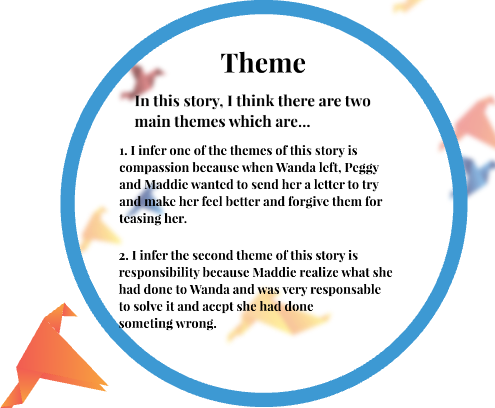 Theme
In this story, I think there are two
main themes which are...
1. I infer one of the themes of this story is
compassion because when Wanda left, Peggy
and Maddie wanted to send her a letter to try
and make her feel better and forgive them for
teasing her.
2. I infer the second theme of this story is
responsibility because Maddie realize what she
had done to Wanda and was very responsable
to solve it and acept she had done
someting wrong.